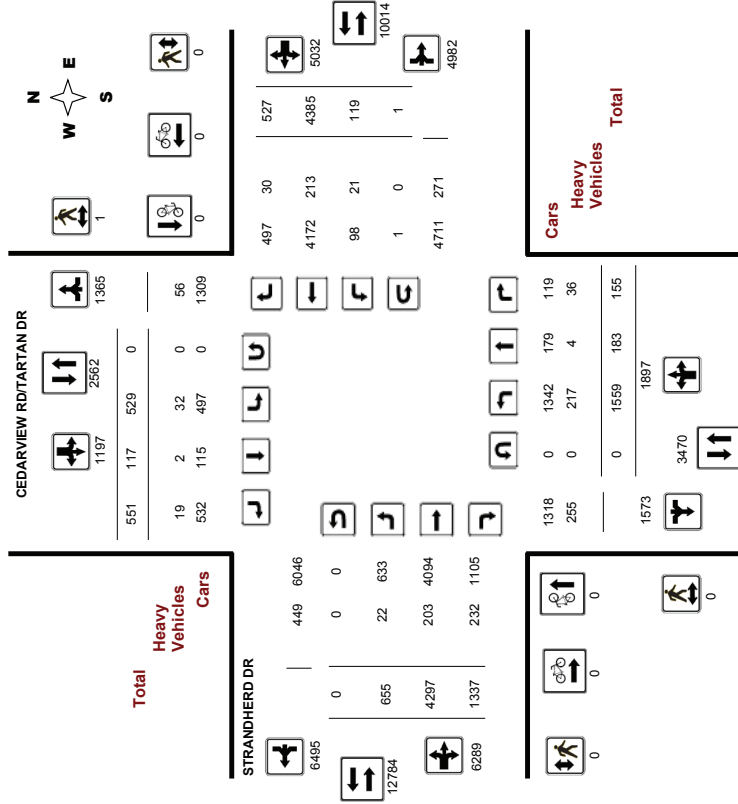 CEDARVIEW RD/TARTAN DR
N
W E
S
1
0
0
0
1197
2562
1365
551 117 529 0
19 2 32 0 56
532 115 497 0 1309
Total
Heavy
Vehicles
Cars
497 30 527
4172 213 4385
98 21 119
1 0 1
4711 271
5032
10014
4982
STRANDHERD DR
6046 449
0 0 0
633 22 655
4094 203 4297
1105 232 1337
6495
12784
6289
Cars
Heavy
Vehicles
Total
1318 0 1342 179 119
255 0 217 4 36
0 1559 183 155
1573
3470
1897
0
0
0
0